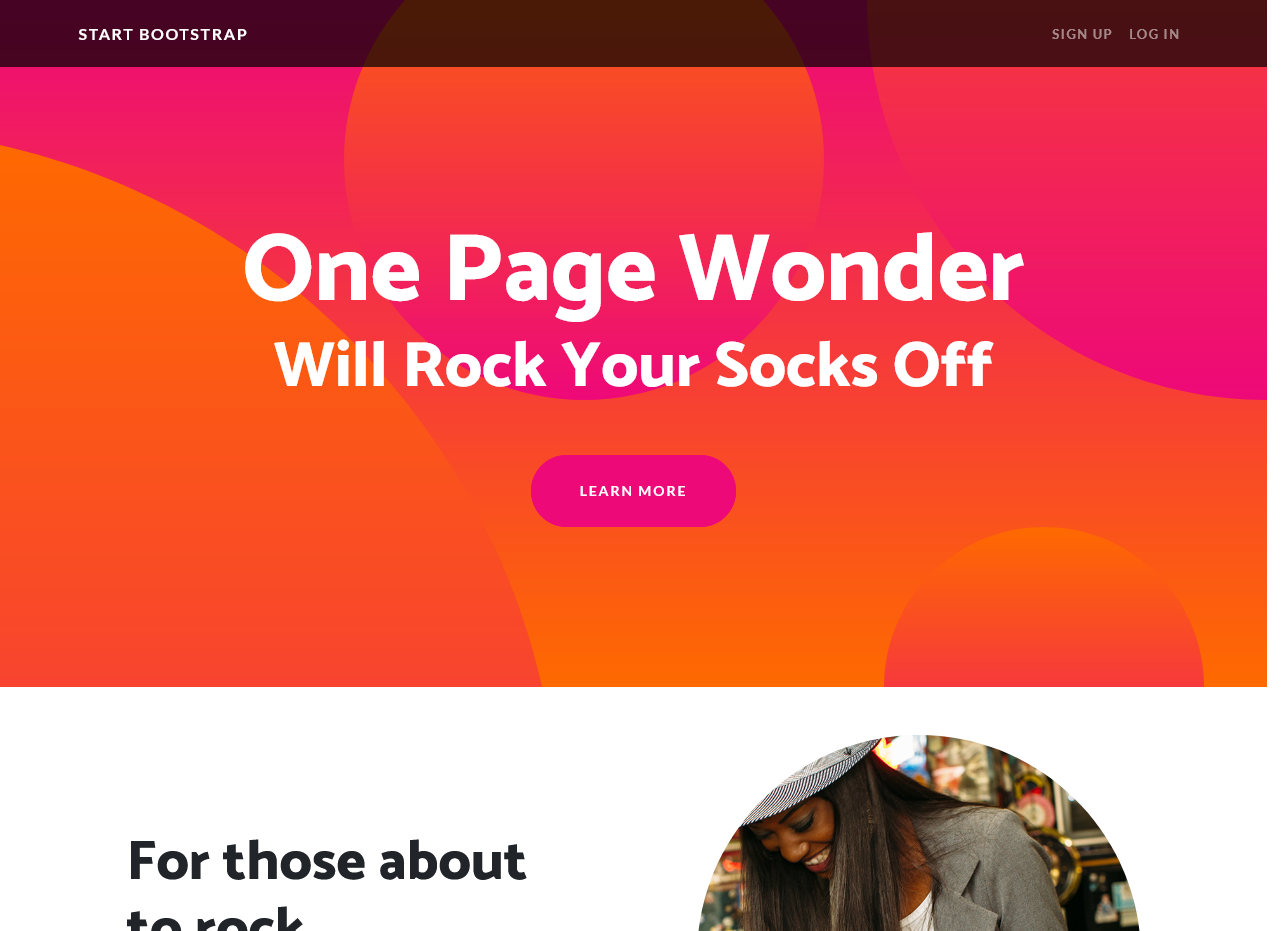 START BOOTSTRAP
SIGN UP LOG IN
One Page Wonder
Will Rock Your Socks Off
LEARN MORE
For those about
to rock